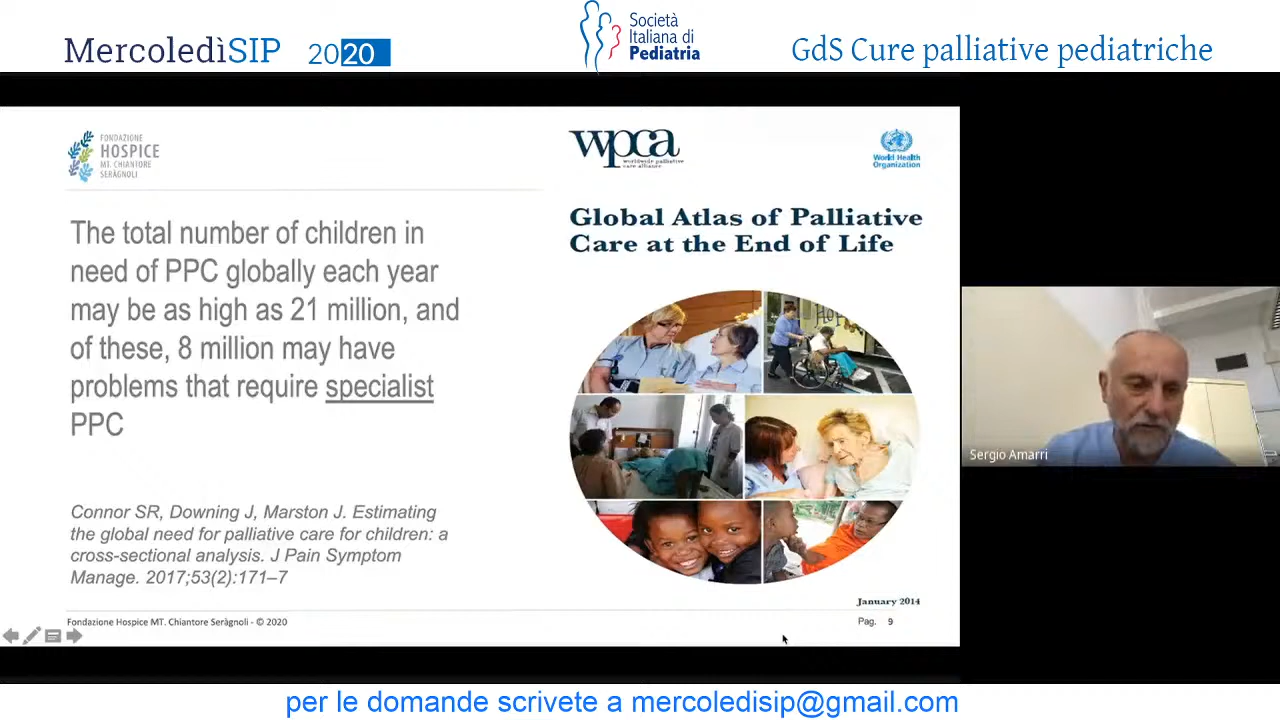 MercoledìSIP 2020
Società
Italiana di
Pediatria
GdS Cure palliative pediatriche
FONDAZIONE
HOSPICE
MT. CHIANTORE
SERÀGNOLI
wpca
worldwide palliative
care alliance
World Health
Organization
The total number of children in
need of PPC globally each year
may be as high as 21 million, and
of these, 8 million may have
problems that require specialist
PPC
Connor SR, Downing J, Marston J. Estimating
the global need for palliative care for children: a
cross-sectional analysis. J Pain Symptom
Manage. 2017;53(2):171–7
Global Atlas of Palliative
Care at the End of Life
January 2014
Fondazione Hospice MT. Chiantore Seràgnoli - © 2020
Pag. 9
Sergio Amarri
per le domande scrivete a mercoledisip@gmail.com